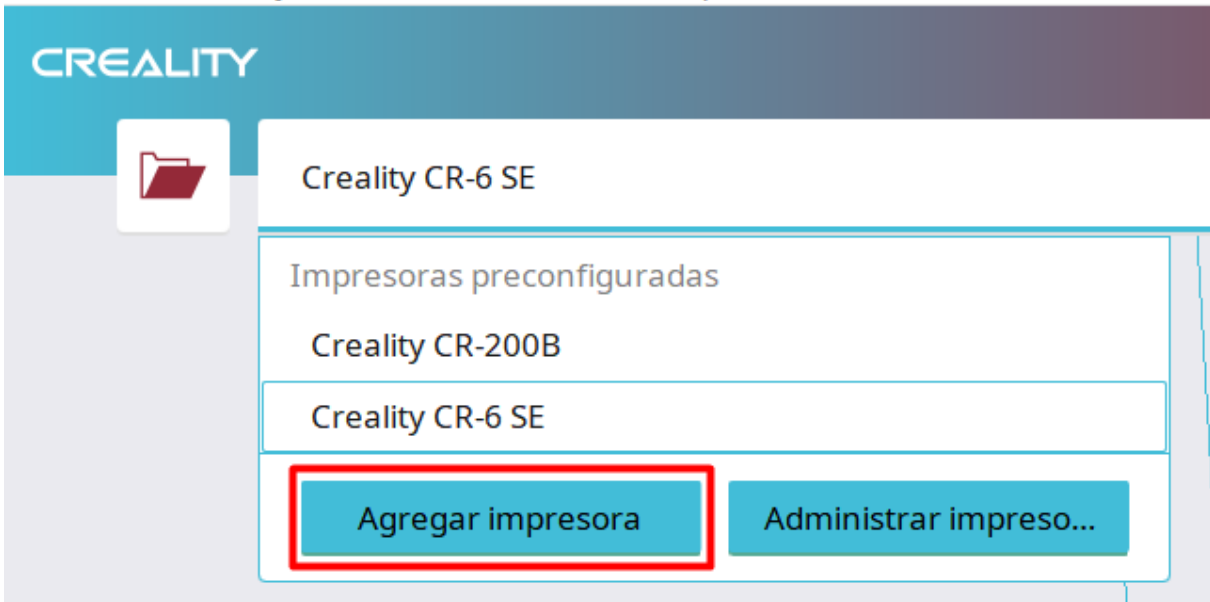 CREALITY
Creality CR-6 SE
Impresoras preconfiguradas
Creality CR-200B
Creality CR-6 SE
Agregar impresora
Administrar impreso...